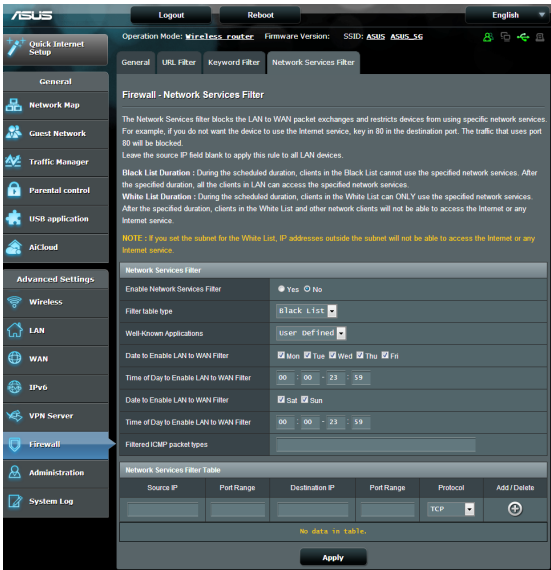 ASUS
Logout
Reboot
English
Quick Internet Setup
Operation Mode: Wireless router Firmware Version: SSID: ASUS ASUS_5G
General
URL Filter
Keyword Filter
Network Services Filter
General
Network Map
Guest Network
Traffic Manager
Parental control
USB application
AiCloud
Advanced Settings
Wireless
LAN
WAN
IPv6
VPN Server
Firewall
Administration
System Log
Firewall - Network Services Filter
The Network Services filter blocks the LAN to WAN packet exchanges and restricts devices from using specific network services.
For example, if you do not want the device to use the Internet service, key in 80 in the destination port. The traffic that uses port
80 will be blocked.
Leave the source IP field blank to apply this rule to all LAN devices.
Black List Duration : During the scheduled duration, clients in the Black List cannot use the specified network services. After
the specified duration, all the clients in LAN can access the specified network services.
White List Duration : During the scheduled duration, clients in the White List can ONLY use the specified network services.
After the specified duration, clients in the White List and other network clients will not be able to access the Internet or any
Internet service.
NOTE : If you set the subnet for the White List, IP addresses outside the subnet will not be able to access the Internet or any
Internet service.
Network Services Filter
Enable Network Services Filter Yes No
Filter table type Black List
Well-Known Applications User Defined
Date to Enable LAN to WAN Filter Mon Tue Wed Thu Fri
Time of Day to Enable LAN to WAN Filter 00 : 00 - 23 : 59
Date to Enable LAN to WAN Filter Sat Sun
Time of Day to Enable LAN to WAN Filter 00 : 00 - 23 : 59
Filtered ICMP packet types
Network Services Filter Table
Source IP Port Range Destination IP Port Range Protocol Add / Delete
TCP
No data in table.
Apply